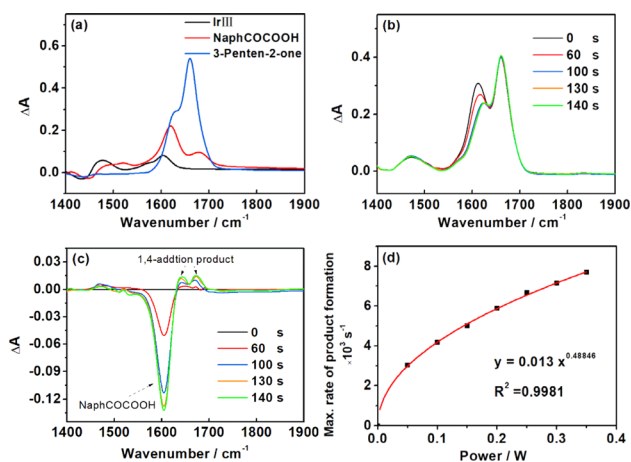 (a)
IrIII
NaphCOCOOH
3-Penten-2-one
0.6
0.4
0.2
0.0
ΔA
1400 1500 1600 1700 1800 1900
Wavenumber / cm-1
(b)
0 s
60 s
100 s
130 s
140 s
0.4
0.2
0.0
ΔA
1400 1500 1600 1700 1800 1900
Wavenumber / cm-1
(c)
1,4-addtion product
0.03
0.00
-0.03
-0.06
-0.09
-0.12
ΔA
0 s
60 s
100 s
130 s
140 s
NaphCOCOOH
1400 1500 1600 1700 1800 1900
Wavenumber / cm-1
(d)
Max. rate of product formation
×10³ s-1
8
6
4
2
0
y = 0.013 x^0.48846
R² =0.9981
0.0 0.1 0.2 0.3 0.4
Power / W